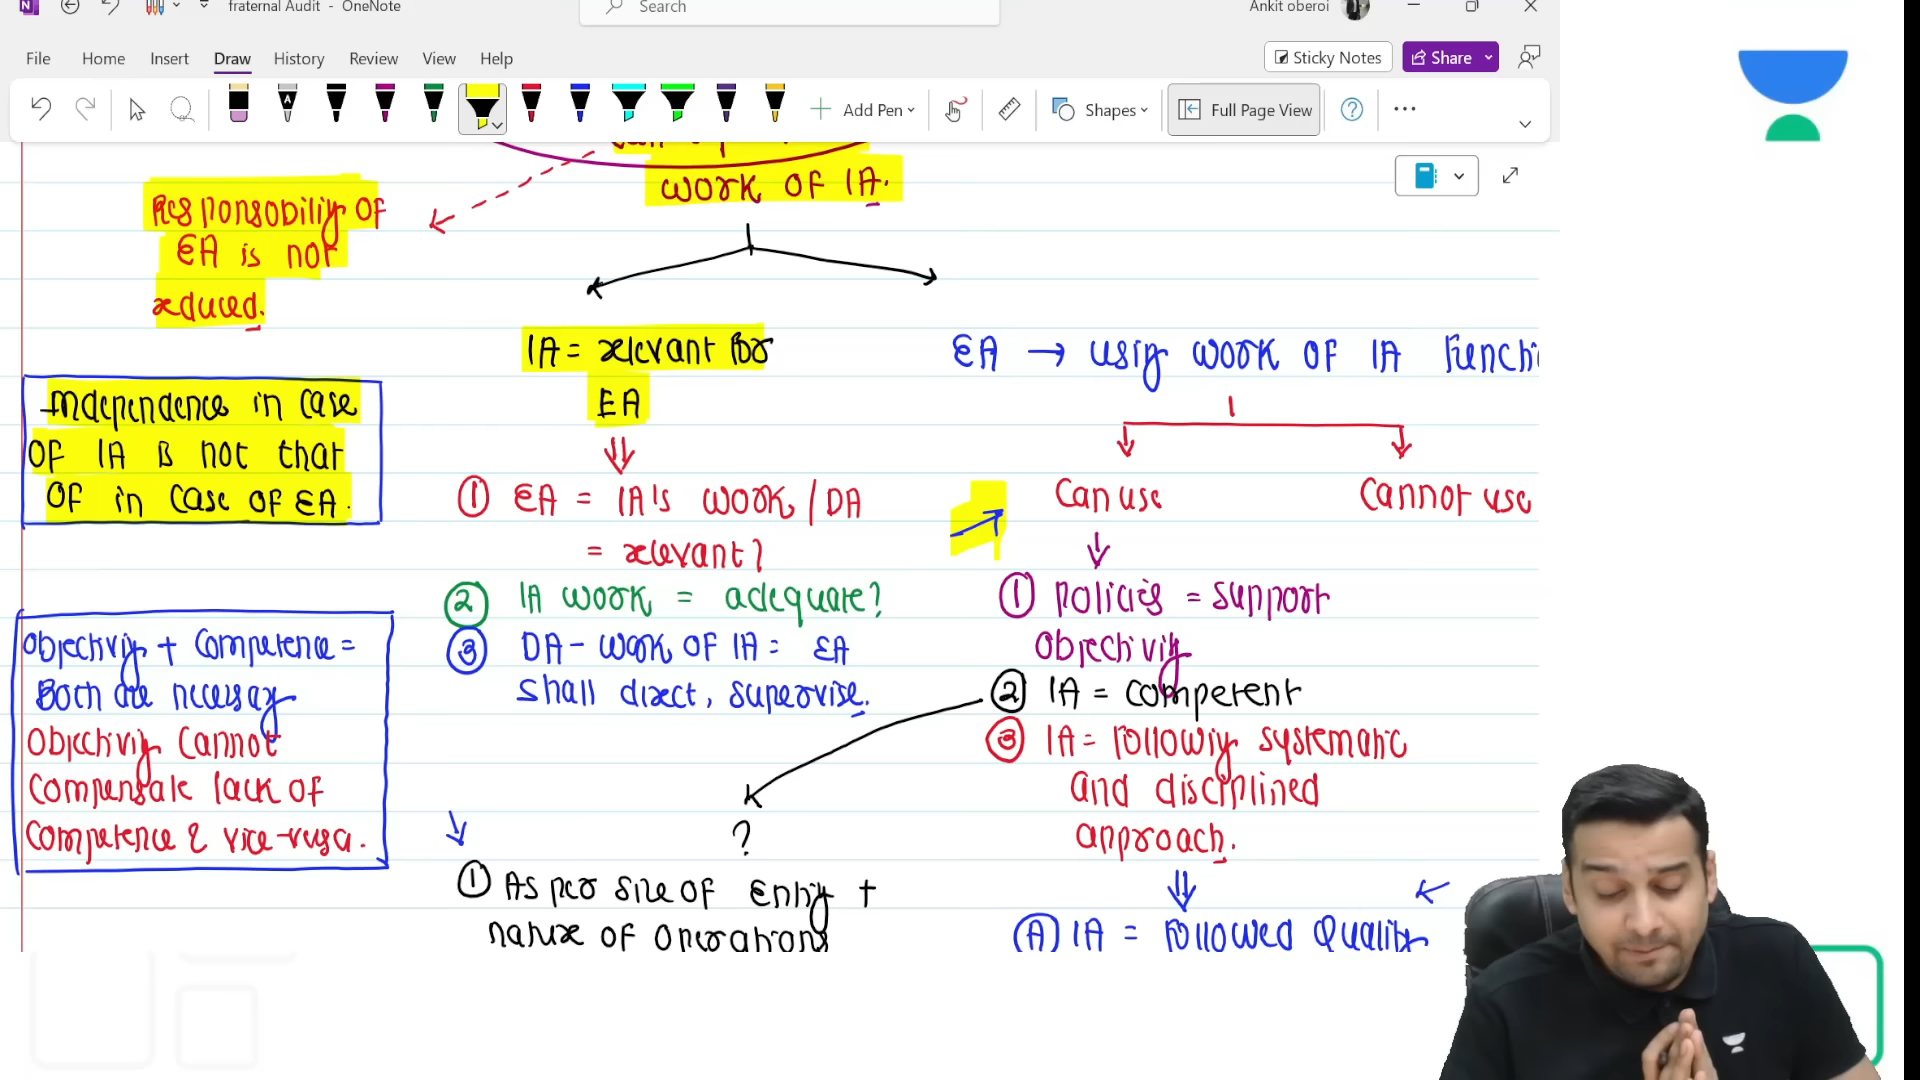 fraternal Audit - OneNote
Search
Ankit oberoi
File Home Insert Draw History Review View Help
Sticky Notes
Share
Add Pen
Shapes
Full Page View
WORK OF IA.
Responsobility OF
EA is not
reduced.
IA = relevant for
EA
EA → using WORK OF IA
Independence in Case
OF IA is not that
OF in Case OF EA.
① EA = IA's WORK / DA
= relevant?
② IA WORK = adequate?
③ DA - work OF IA = EA
shall direct, supervise.
Can use
Cannot use
① Policies = support
Objectivity
② IA = competent
③ IA = Following systematic
And disciplined
approach.
Objectivity + Competence =
Both are necessary
Objectivity Cannot
Compensate lack of
Competence & vice-versa.
?
① As per size OF Entity +
nature OF Operations
(A) IA = Followed Quality